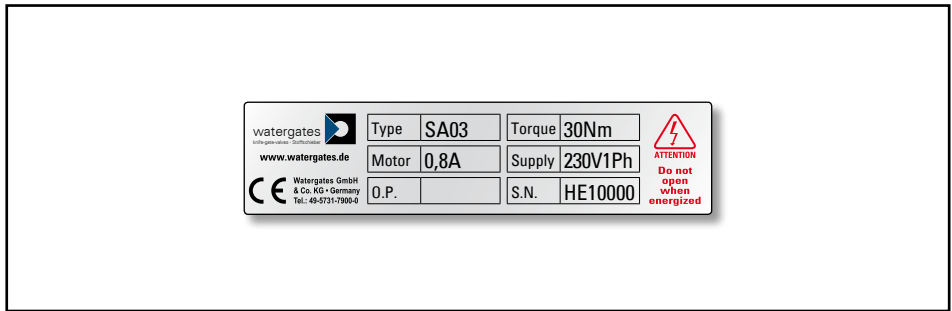 watergates
knife-gate-valves - Stoffschieber
www.watergates.de
Watergates GmbH
& Co. KG • Germany
Tel.: 49-5731-7900-0
Type SA03 Torque 30Nm
Motor 0,8A Supply 230V1Ph
O.P. S.N. HE10000
ATTENTION
Do not
open
when
energized